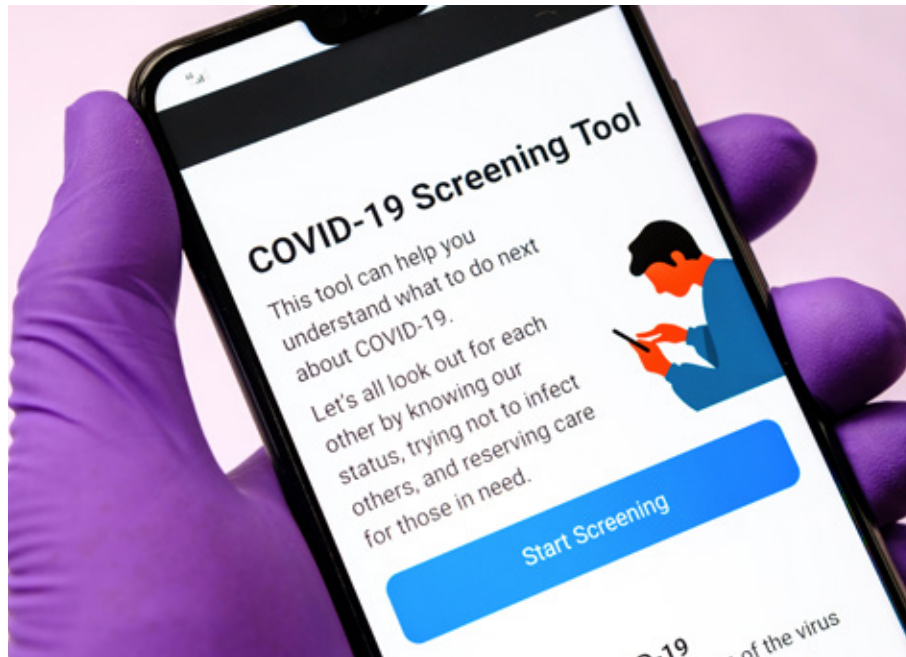 COVID-19 Screening Tool
This tool can help you
understand what to do next
about COVID-19.
Let's all look out for each
other by knowing our
status, trying not to infect
others, and reserving care
for those in need.
Start Screening
-19
of the virus